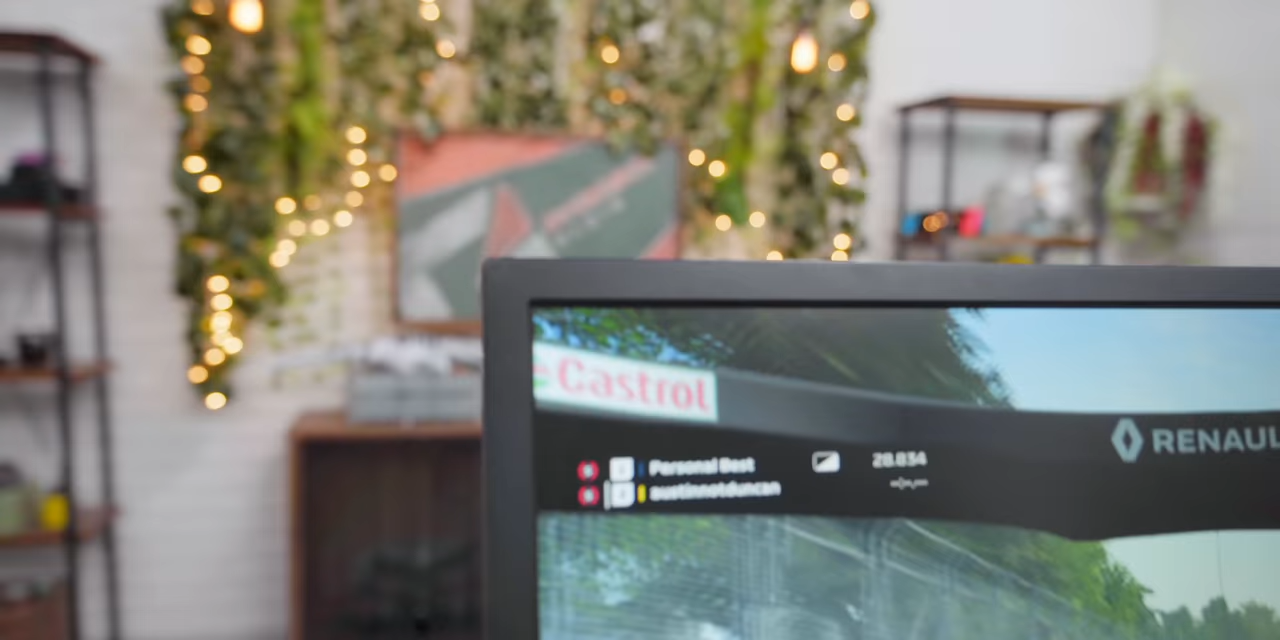 Castrol
RENAUL
Personal Best
28.834
austinnotduncan
--:--.---